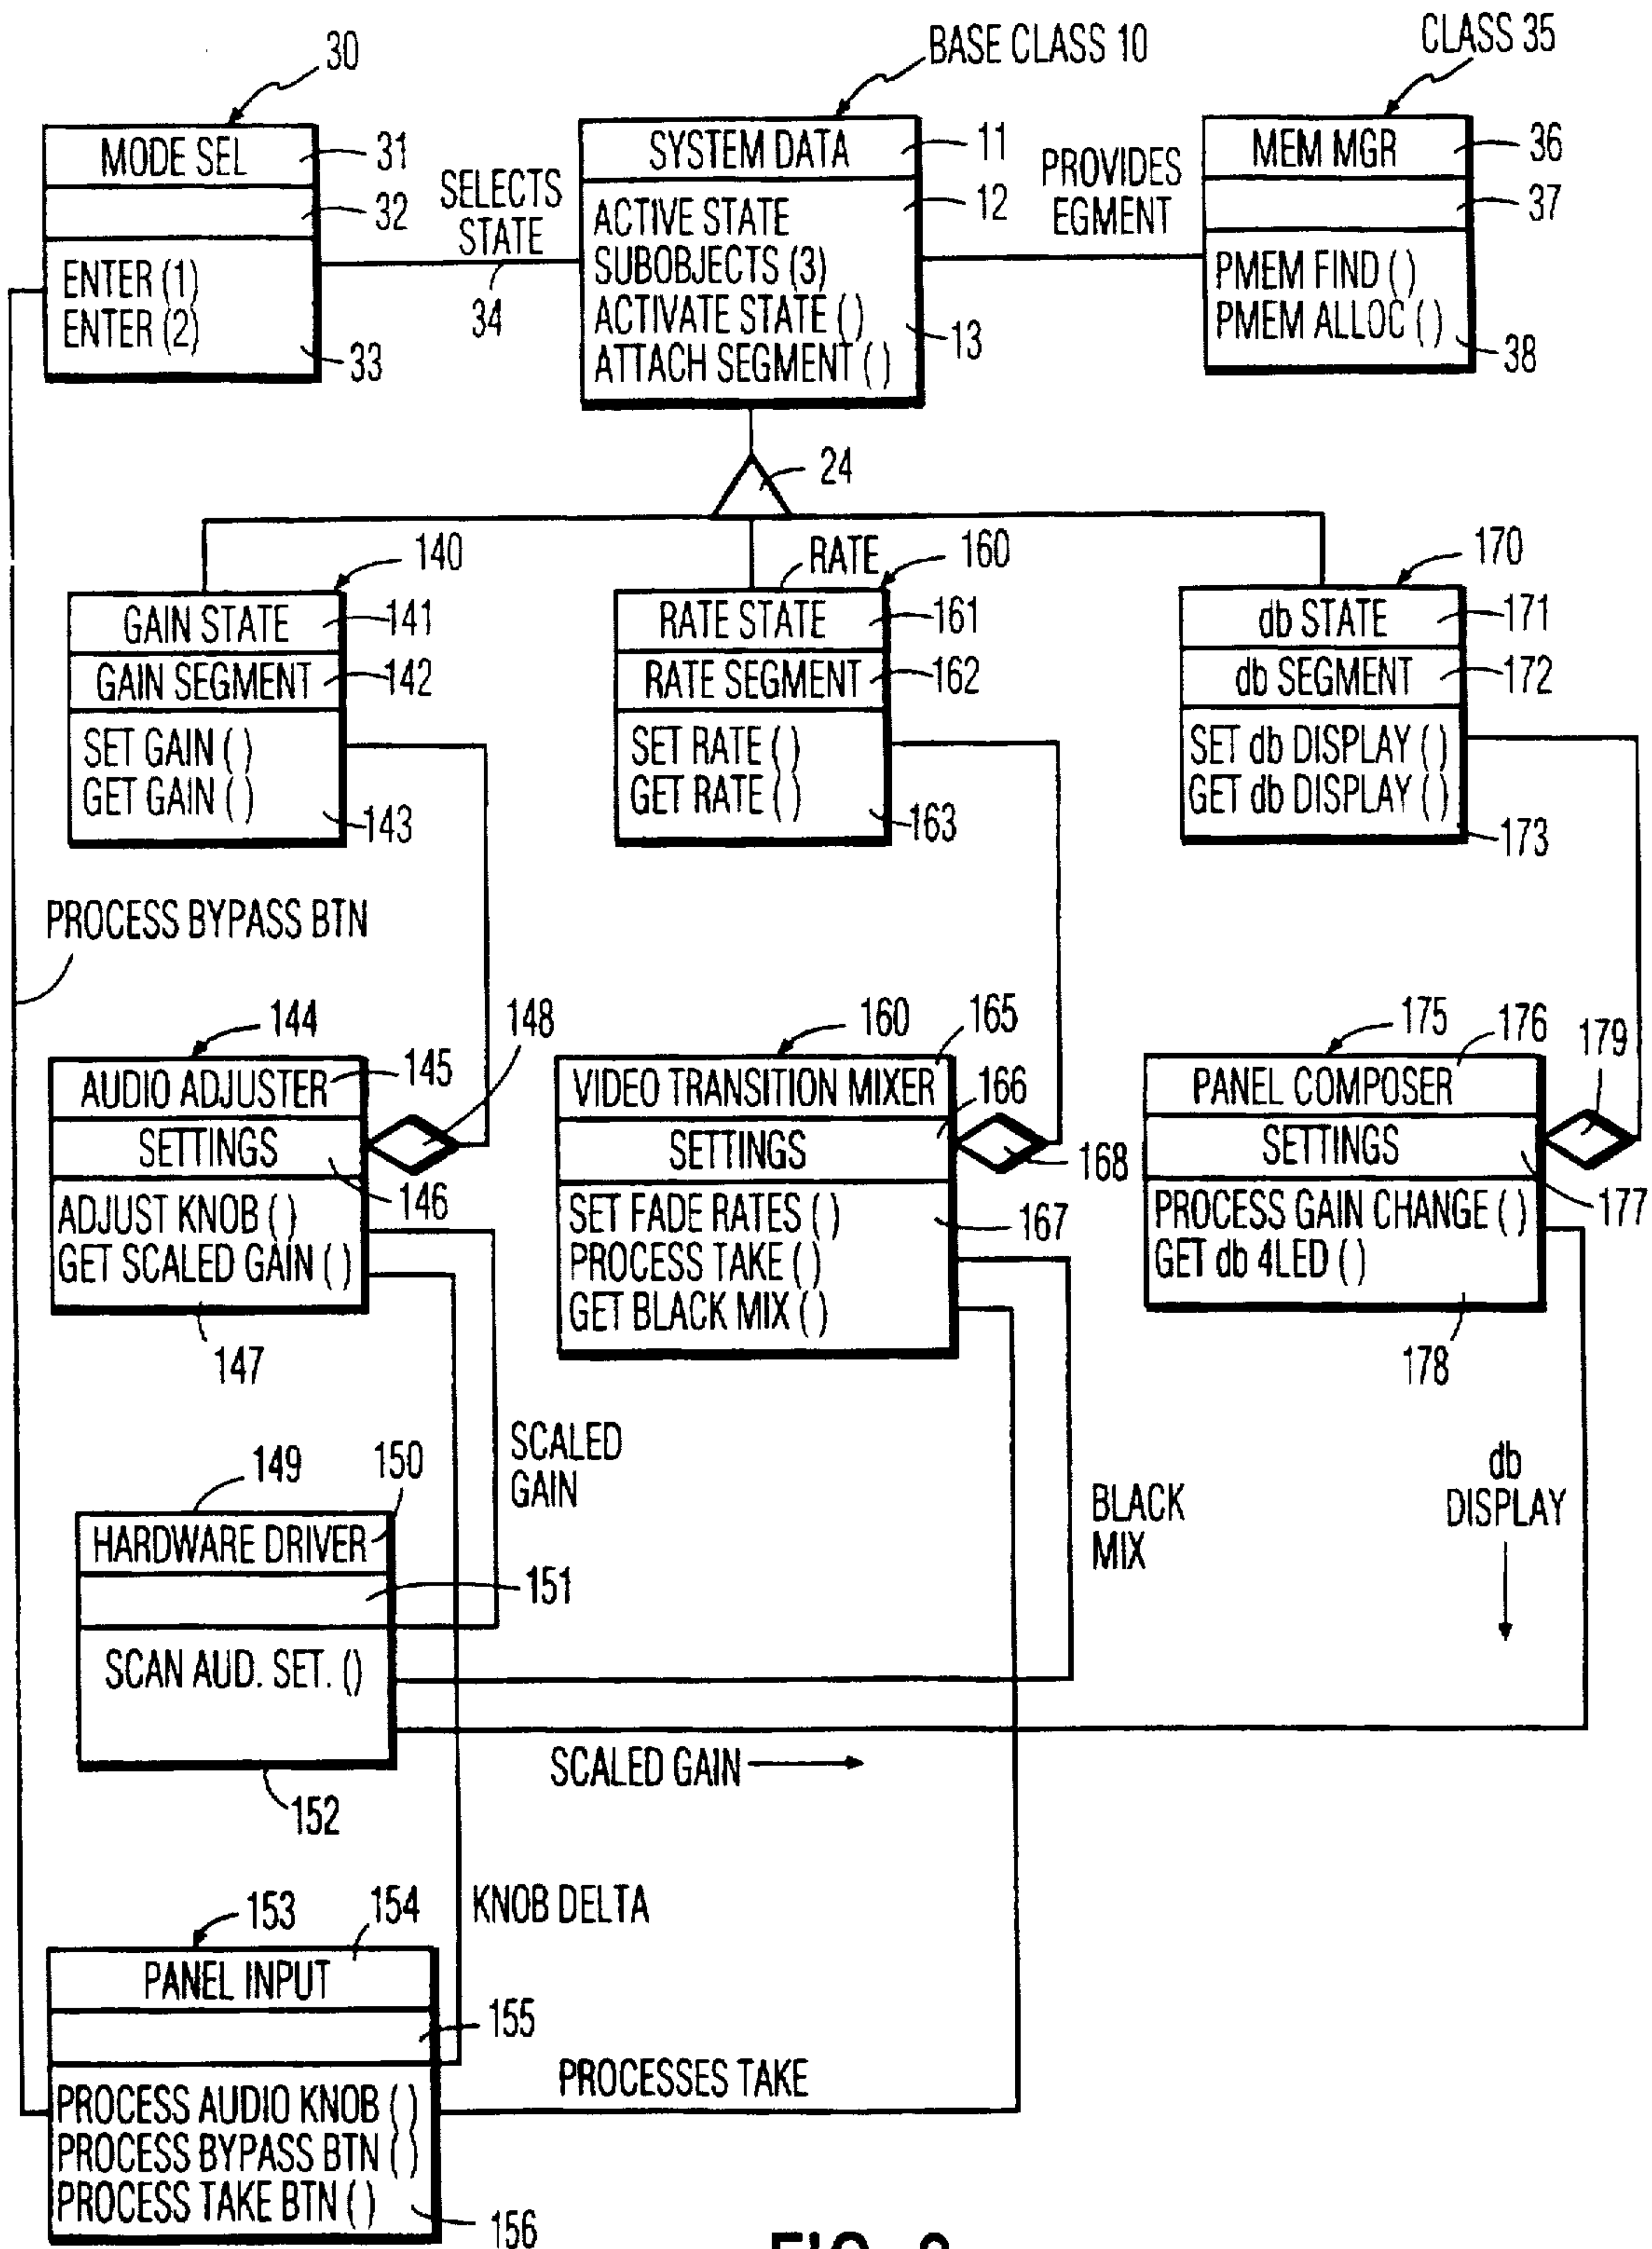 30
BASE CLASS 10
CLASS 35
MODE SEL
31
32
ENTER (1)
ENTER (2)
33
SELECTS
STATE
34
SYSTEM DATA
11
ACTIVE STATE
12
SUBOBJECTS (3)
ACTIVATE STATE ( )
ATTACH SEGMENT ( )
13
PROVIDES
EGMENT
MEM MGR
36
37
PMEM FIND ( )
PMEM ALLOC ( )
38
24
140
GAIN STATE
141
GAIN SEGMENT
142
SET GAIN ( )
GET GAIN ( )
143
RATE
160
RATE STATE
161
RATE SEGMENT
162
SET RATE ( )
GET RATE ( )
163
170
db STATE
171
db SEGMENT
172
SET db DISPLAY ( )
GET db DISPLAY ( )
173
PROCESS BYPASS BTN
144
AUDIO ADJUSTER
145
SETTINGS
146
ADJUST KNOB ( )
GET SCALED GAIN ( )
147
148
160
165
VIDEO TRANSITION MIXER
166
SETTINGS
168
SET FADE RATES ( )
167
PROCESS TAKE ( )
GET BLACK MIX ( )
175
176
179
PANEL COMPOSER
SETTINGS
177
PROCESS GAIN CHANGE ( )
GET db 4LED ( )
178
149
150
HARDWARE DRIVER
151
SCAN AUD. SET. ()
152
SCALED
GAIN
BLACK
MIX
db
DISPLAY
SCALED GAIN
153
154
KNOB DELTA
PANEL INPUT
155
PROCESSES TAKE
PROCESS AUDIO KNOB ( )
PROCESS BYPASS BTN ( )
PROCESS TAKE BTN ( )
156